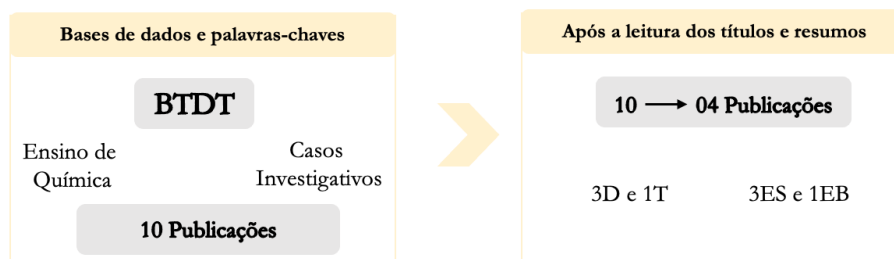 Bases de dados e palavras-chaves
BTDT
Ensino de
Química
Casos
Investigativos
10 Publicações
Após a leitura dos títulos e resumos
10 ⟶ 04 Publicações
3D e 1T
3ES e 1EB